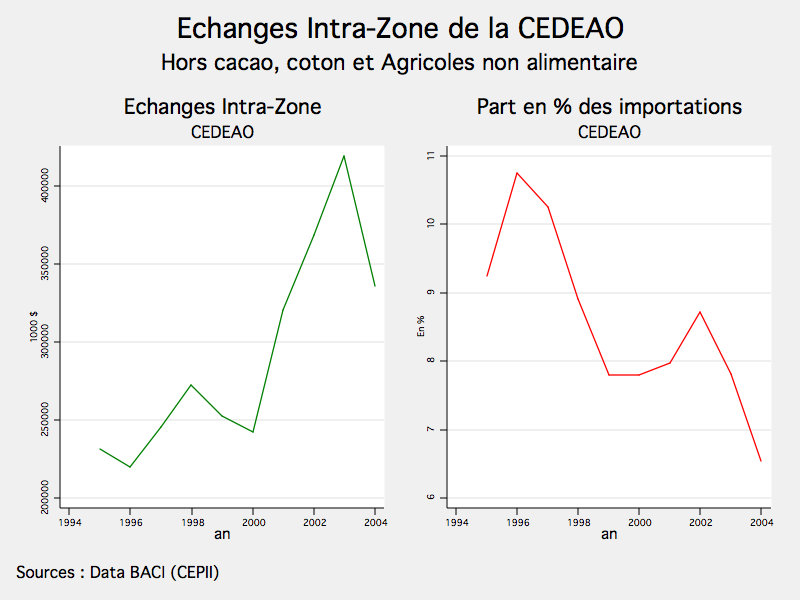 Echanges Intra-Zone de la CEDEAO
Hors cacao, coton et Agricoles non alimentaire
Echanges Intra-Zone
CEDEAO
1000 $
400000
350000
300000
250000
200000
1994 1996 1998 2000 2002 2004
an
Part en % des importations
CEDEAO
En %
11
10
9
8
7
6
1994 1996 1998 2000 2002 2004
an
Sources : Data BACI (CEPII)